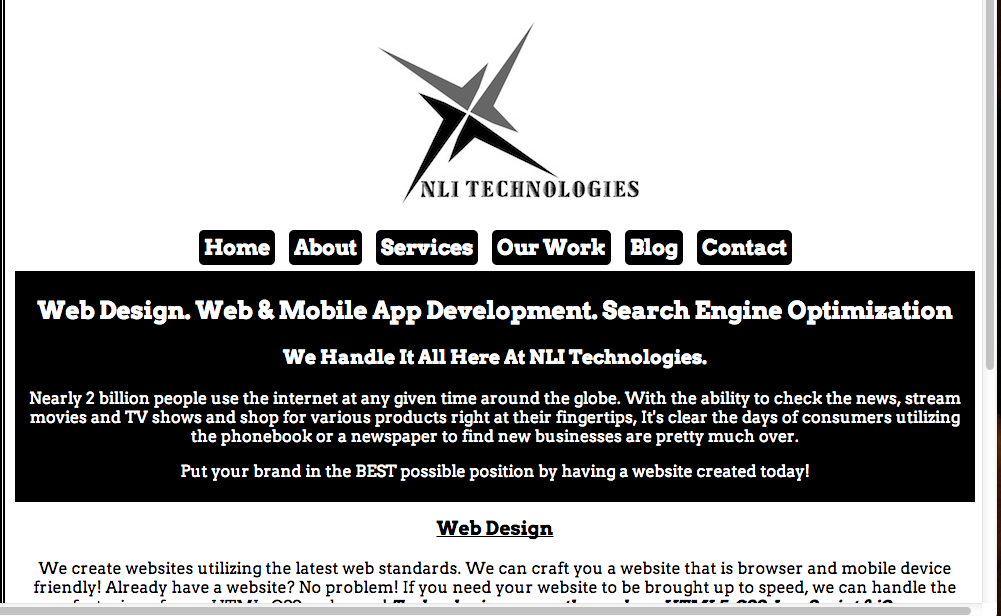 NLI TECHNOLOGIES
Home About Services Our Work Blog Contact
Web Design. Web & Mobile App Development. Search Engine Optimization
We Handle It All Here At NLI Technologies.
Nearly 2 billion people use the internet at any given time around the globe. With the ability to check the news, stream
movies and TV shows and shop for various products right at their fingertips, It's clear the days of consumers utilizing
the phonebook or a newspaper to find new businesses are pretty much over.
Put your brand in the BEST possible position by having a website created today!
Web Design
We create websites utilizing the latest web standards. We can craft you a website that is browser and mobile device
friendly! Already have a website? No problem! If you need your website to be brought up to speed, we can handle the